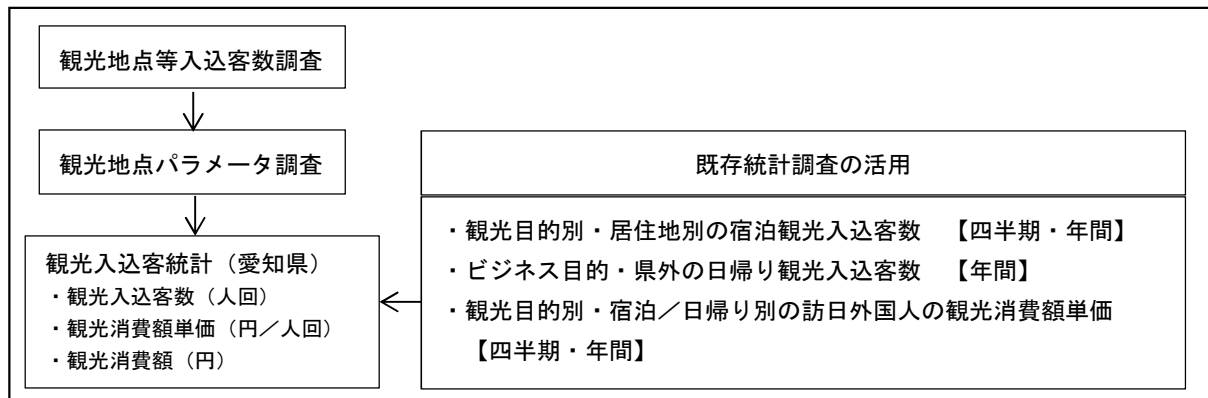 観光地点等入込客数調査
観光地点パラメータ調査
観光入込客統計（愛知県）
・観光入込客数（人回）
・観光消費額単価（円／人回）
・観光消費額（円）
既存統計調査の活用
・観光目的別・居住地別の宿泊観光入込客数　【四半期・年間】
・ビジネス目的・県外の日帰り観光入込客数　【年間】
・観光目的別・宿泊／日帰り別の訪日外国人の観光消費額単価
【四半期・年間】